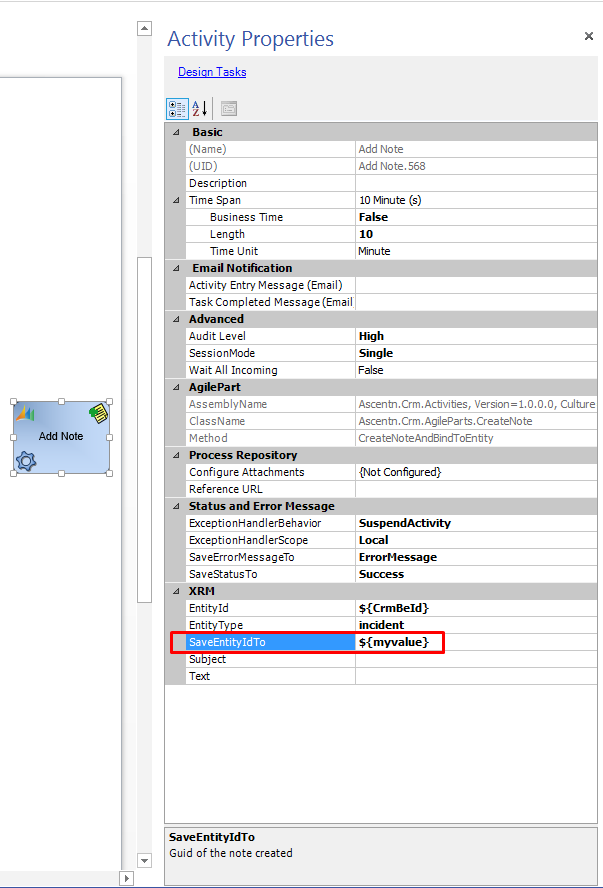 Activity Properties
Design Tasks
Basic
(Name) Add Note
(UID) Add Note.568
Description
Time Span 10 Minute (s)
Business Time False
Length 10
Time Unit Minute
Email Notification
Activity Entry Message (Email)
Task Completed Message (Email
Advanced
Audit Level High
SessionMode Single
Wait All Incoming False
AgilePart
AssemblyName Ascentn.Crm.Activities, Version=1.0.0.0, Culture
ClassName Ascentn.Crm.AgileParts.CreateNote
Method CreateNoteAndBindToEntity
Add Note
Process Repository
Configure Attachments {Not Configured}
Reference URL
Status and Error Message
ExceptionHandlerBehavior SuspendActivity
ExceptionHandlerScope Local
SaveErrorMessageTo ErrorMessage
SaveStatusTo Success
XRM
EntityId ${CrmBeId}
EntityType incident
SaveEntityIdTo ${myvalue}
Subject
Text
SaveEntityIdTo
Guid of the note created